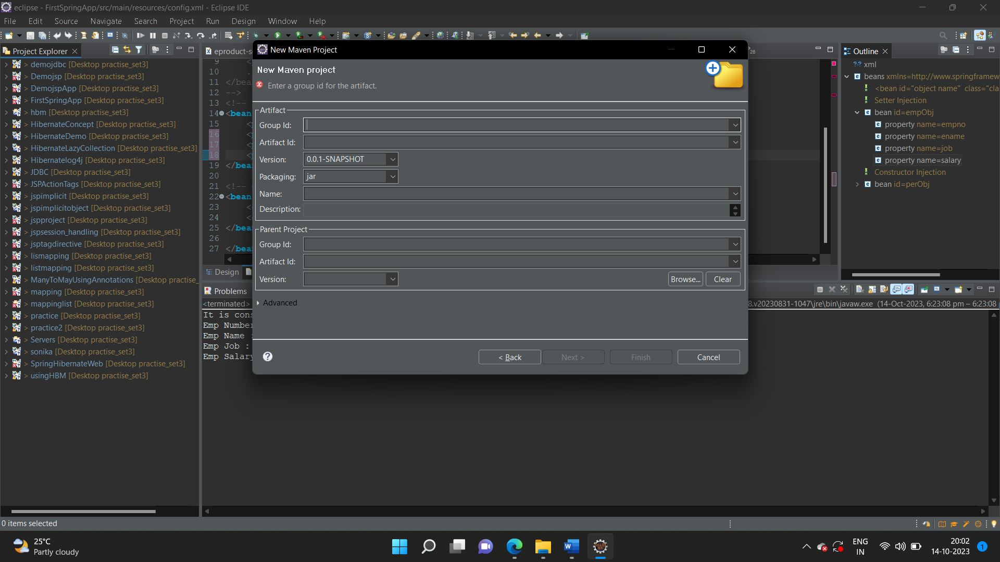 eclipse - FirstSpringApp/src/main/resources/config.xml - Eclipse IDE
File Edit Source Navigate Search Project Run Design Window Help
Project Explorer
> demojdbc [Desktop practise_set3]
> Demojsp [Desktop practise_set3]
> DemojspApp [Desktop practise_set3]
> FirstSpringApp [Desktop practise_set3]
> hbm [Desktop practise_set3]
> HibernateConcept [Desktop practise_set3]
> HibernateDemo [Desktop practise_set3]
> HibernateLazyCollection [Desktop practise_set3]
> Hibernatelog4j [Desktop practise_set3]
> JDBC [Desktop practise_set3]
> JSPActionTags [Desktop practise_set3]
> jspimplicit [Desktop practise_set3]
> jspimplicitobject [Desktop practise_set3]
> jspproject [Desktop practise_set3]
> jspsession_handling [Desktop practise_set3]
> jsptagdirective [Desktop practise_set3]
> lismapping [Desktop practise_set3]
> listmapping [Desktop practise_set3]
> ManyToMayUsingAnnotations [Desktop practise_
> mapping [Desktop practise_set3]
> mappinglist [Desktop practise_set3]
> practice [Desktop practise_set3]
> practice2 [Desktop practise_set3]
> Servers [Desktop practise_set3]
> sonika [Desktop practise_set3]
> SpringHibernateWeb [Desktop practise_set3]
> usingHBM [Desktop practise_set3]
eproduct-s
26
9 <
10
11 </bea
12 -->
13 <!--
14 <bean
15 <
16 <
17 <
18 <
19 </bea
20
21 <!--
22 <bean
23 <
24 <
25 </bea
26
27 </bea
Design
New Maven Project
New Maven project
Enter a group id for the artifact.
Artifact
Group Id:
Artifact Id:
Version: 0.0.1-SNAPSHOT
Packaging: jar
Name:
Description:
Parent Project
Group Id:
Artifact Id:
Version: Browse... Clear
Advanced
< Back Next > Finish Cancel
Outline
xml
beans xmlns=http://www.springframew
<bean id="object name" class="cla
Setter Injection
bean id=empObj
property name=empno
property name=ename
property name=job
property name=salary
Constructor Injection
bean id=perObj
Problems
<terminated> 8.v20230831-1047\jre\bin\javaw.exe (14-Oct-2023, 6:23:08 pm – 6:23:08
It is cons
Emp Number
Emp Name :
Emp Job :
Emp Salary
0 items selected
25°C
Partly cloudy
ENG
IN
20:02
14-10-2023
1